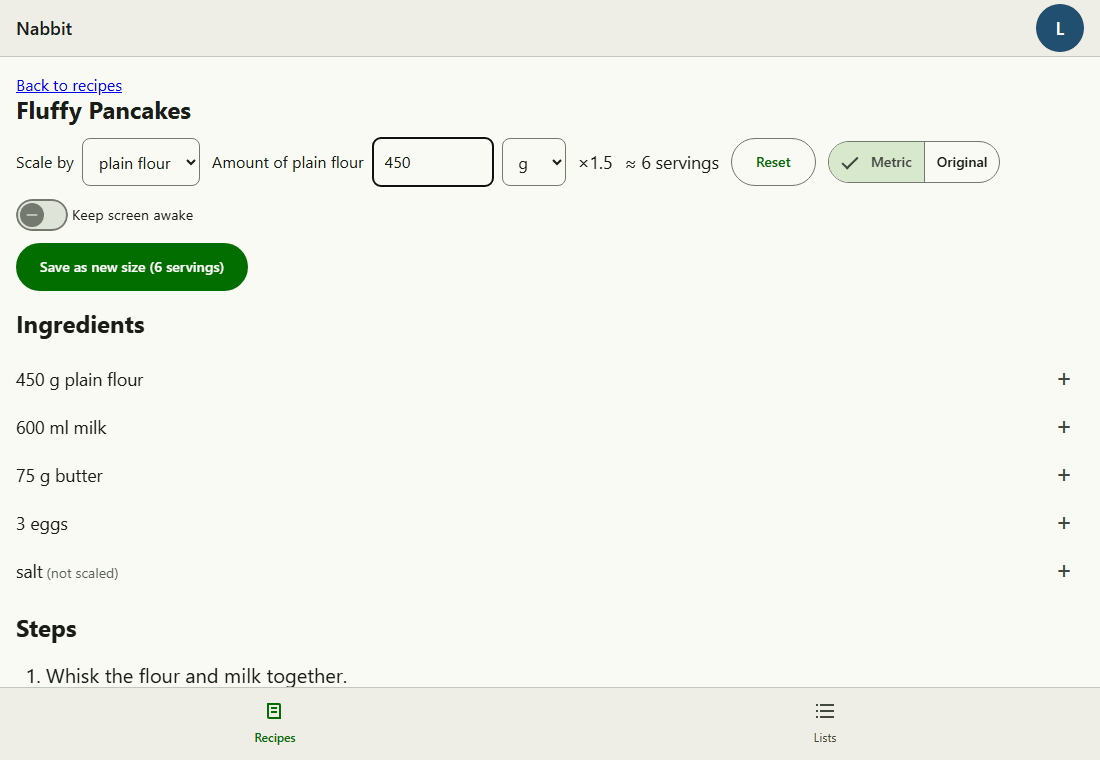 Nabbit
L
Back to recipes
Fluffy Pancakes
Scale by plain flour Amount of plain flour 450 g ×1.5 ≈ 6 servings Reset Metric Original
Keep screen awake
Save as new size (6 servings)
Ingredients
450 g plain flour +
600 ml milk +
75 g butter +
3 eggs +
salt (not scaled) +
Steps
1. Whisk the flour and milk together.
Recipes Lists